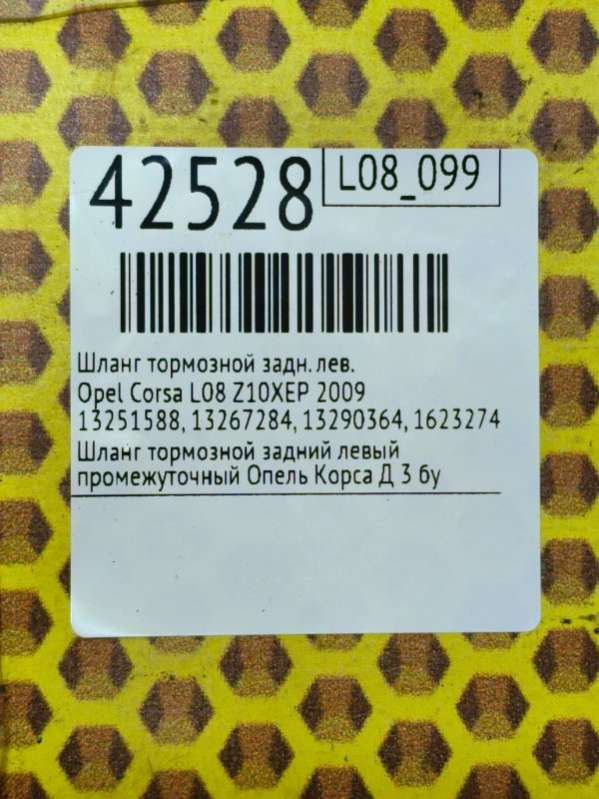 42528
L08_099
Шланг тормозной задн. лев.
Opel Corsa L08 Z10XEP 2009
13251588, 13267284, 13290364, 1623274
Шланг тормозной задний левый
промежуточный Опель Корса Д 3 бу